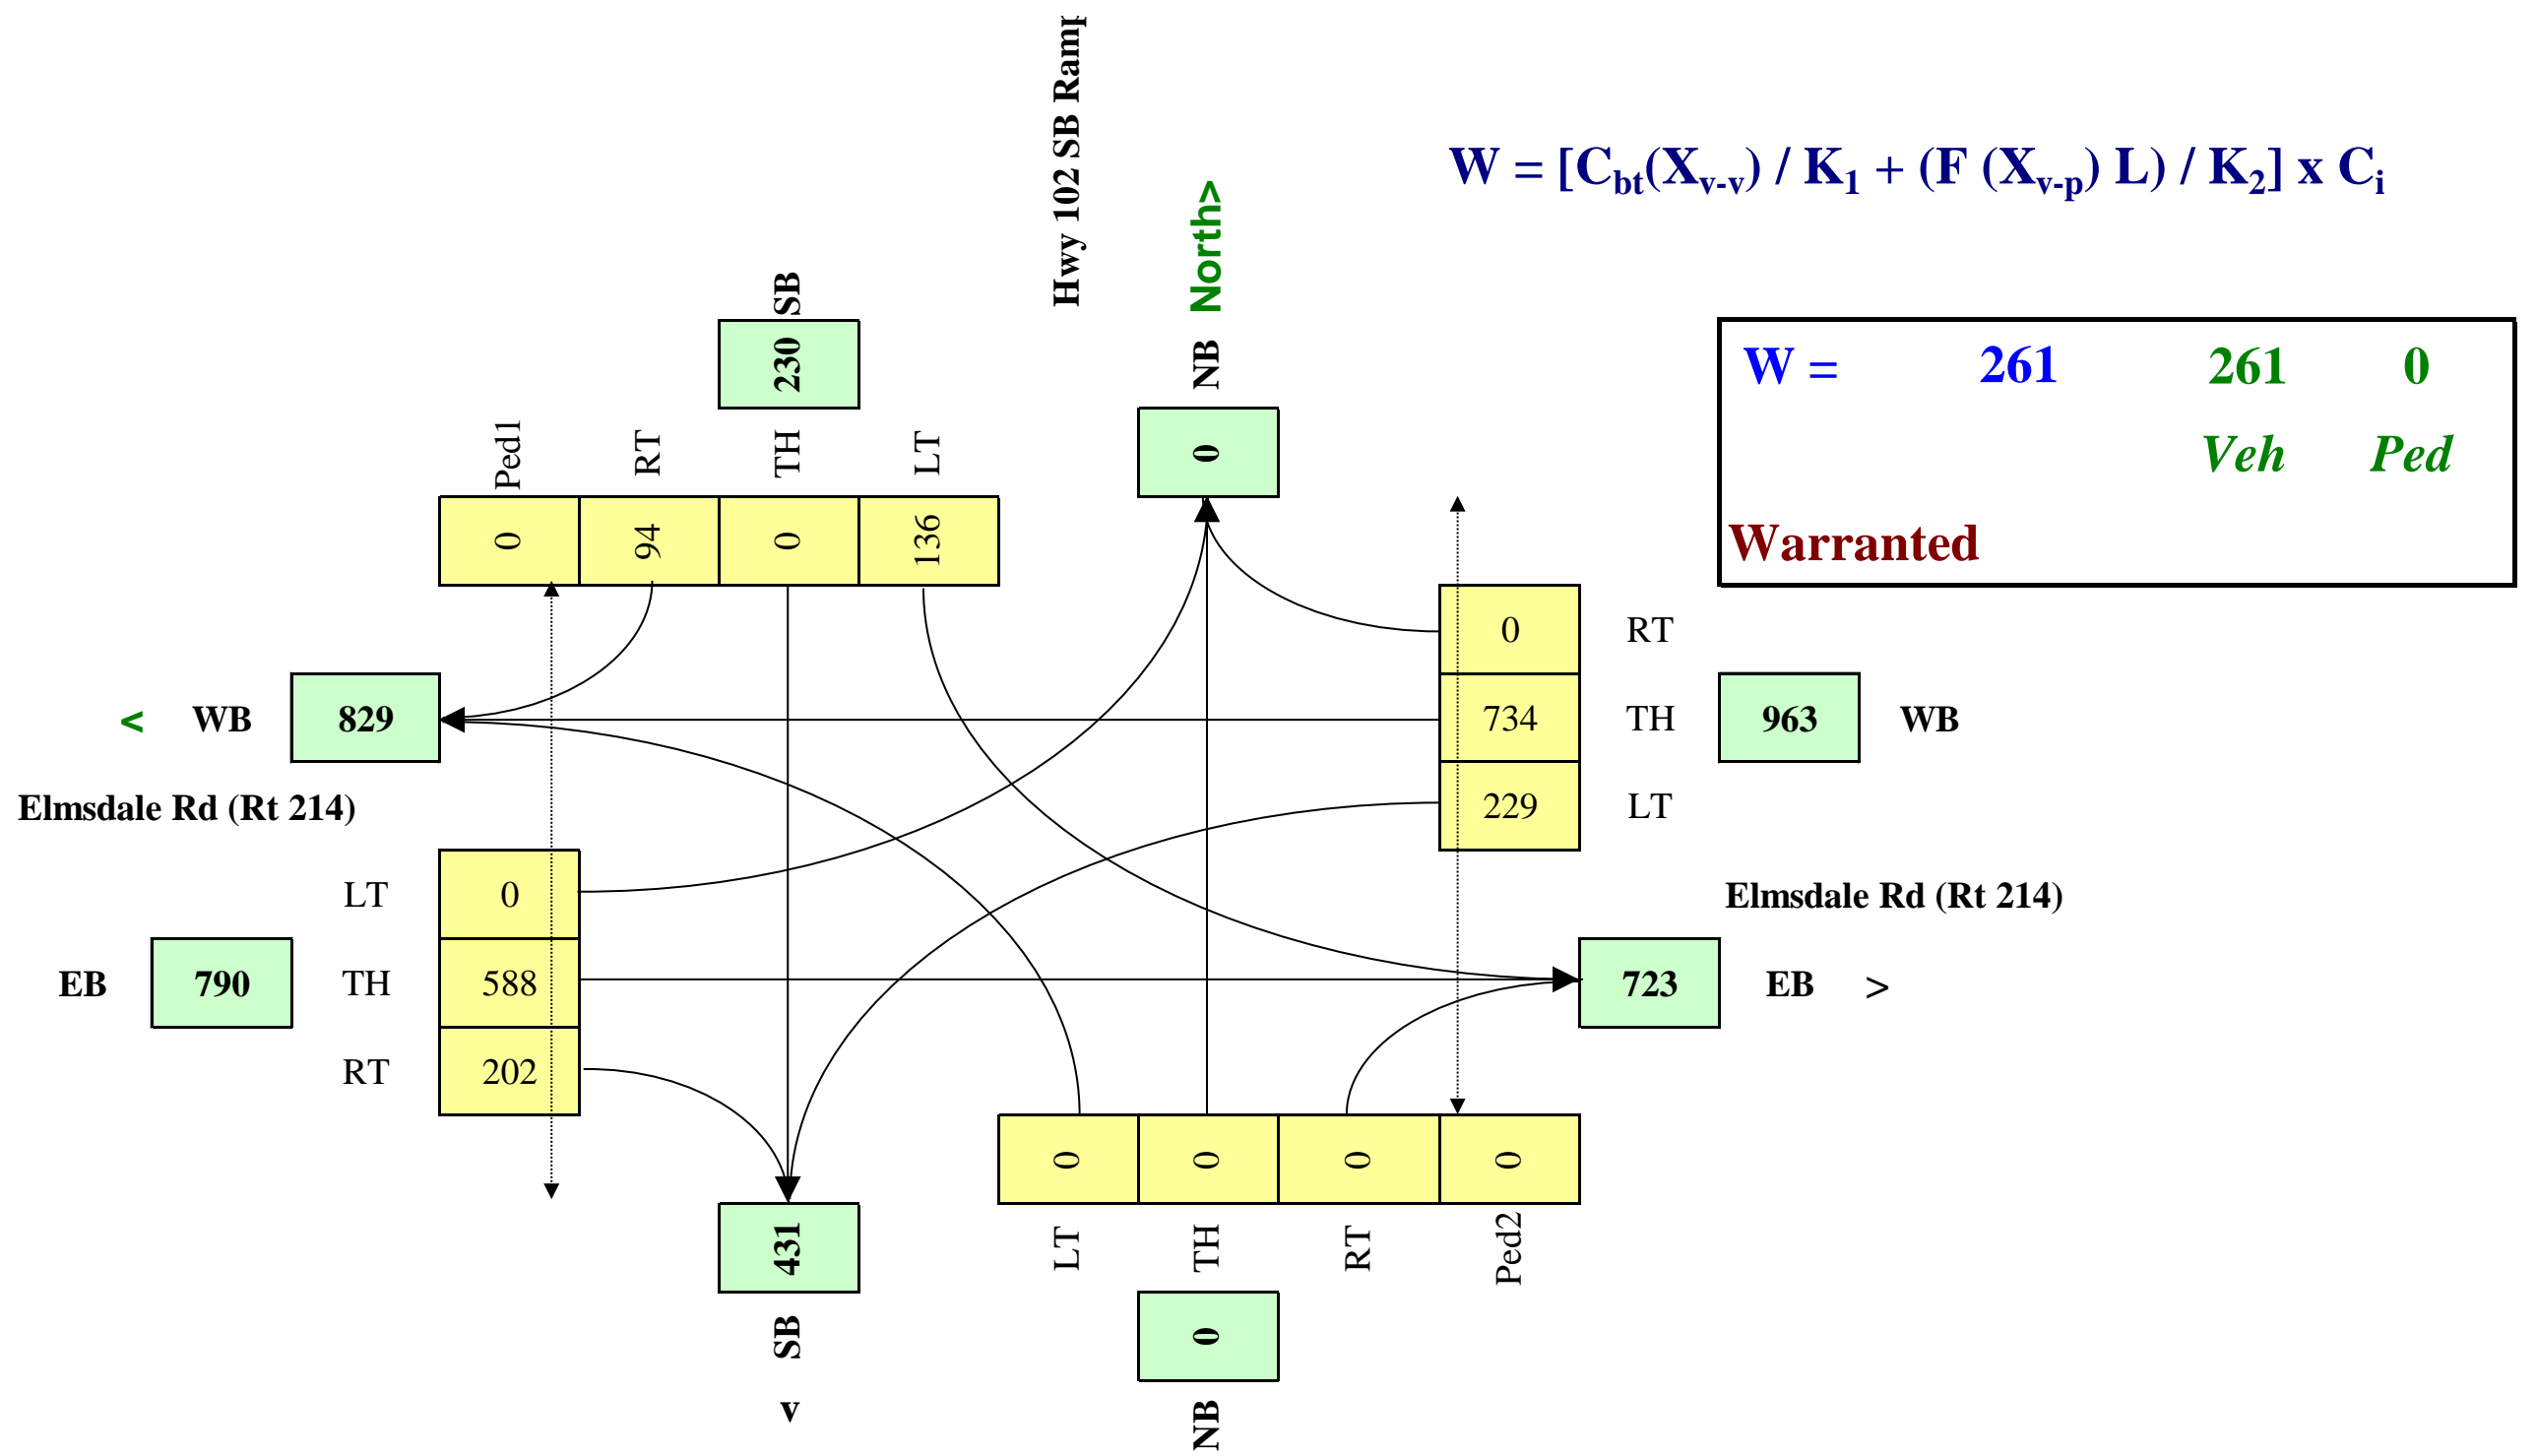 Hwy 102 SB Ramp
W = [Cbt(Xv-v) / K1 + (F (Xv-p) L) / K2] x Ci
North>
SB
230
NB
0
W = 261 261 0
Veh Ped
Warranted
Ped1 RT TH LT
0 94 0 136
0 RT
< WB 829
734 TH 963 WB
229 LT
Elmsdale Rd (Rt 214)
LT 0
Elmsdale Rd (Rt 214)
EB 790 TH 588
723 EB >
RT 202
0 0 0 0
LT TH RT Ped2
431
SB
v
0
NB